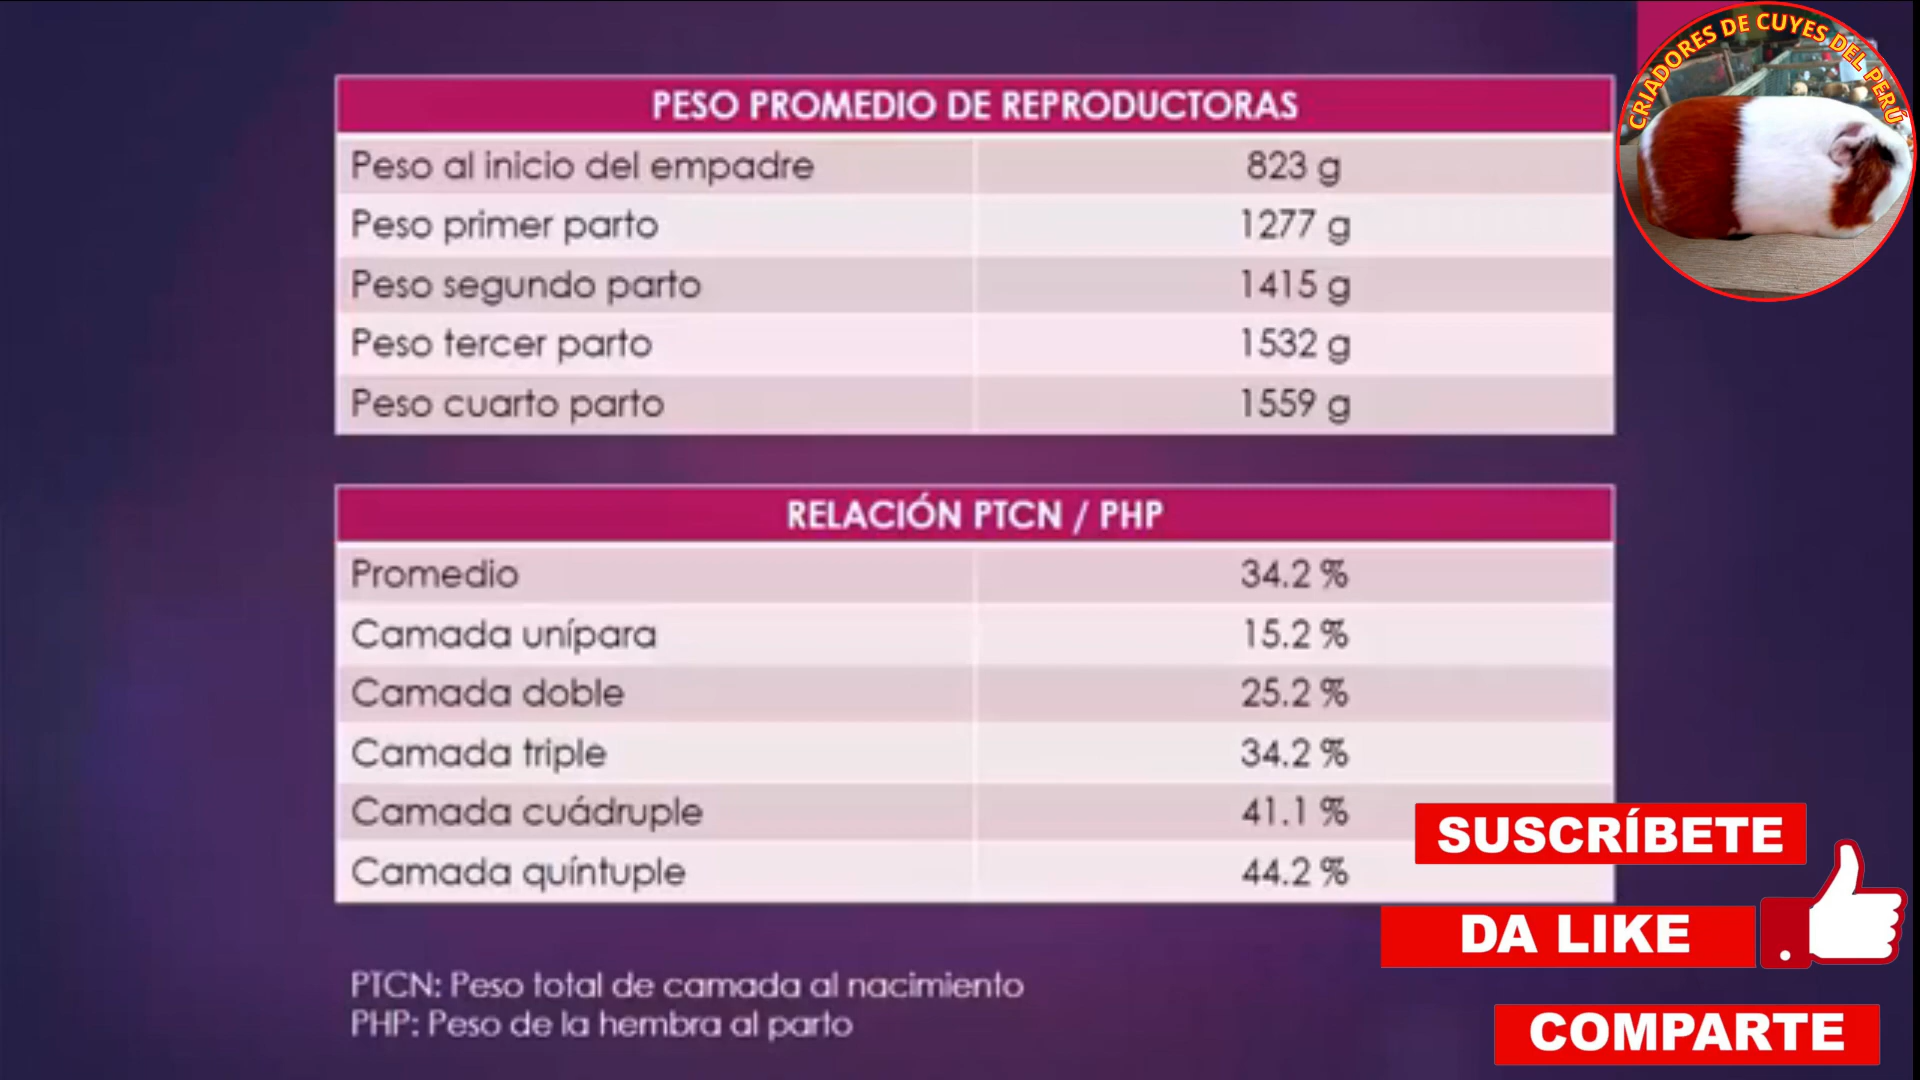 CRIADORES DE CUYES DEL PERÚ
PESO PROMEDIO DE REPRODUCTORAS
Peso al inicio del empadre 823 g
Peso primer parto 1277 g
Peso segundo parto 1415 g
Peso tercer parto 1532 g
Peso cuarto parto 1559 g
RELACIÓN PTCN / PHP
Promedio 34.2 %
Camada unípara 15.2 %
Camada doble 25.2 %
Camada triple 34.2 %
Camada cuádruple 41.1 %
Camada quíntuple 44.2 %
PTCN: Peso total de camada al nacimiento
PHP: Peso de la hembra al parto
SUSCRÍBETE
DA LIKE
COMPARTE